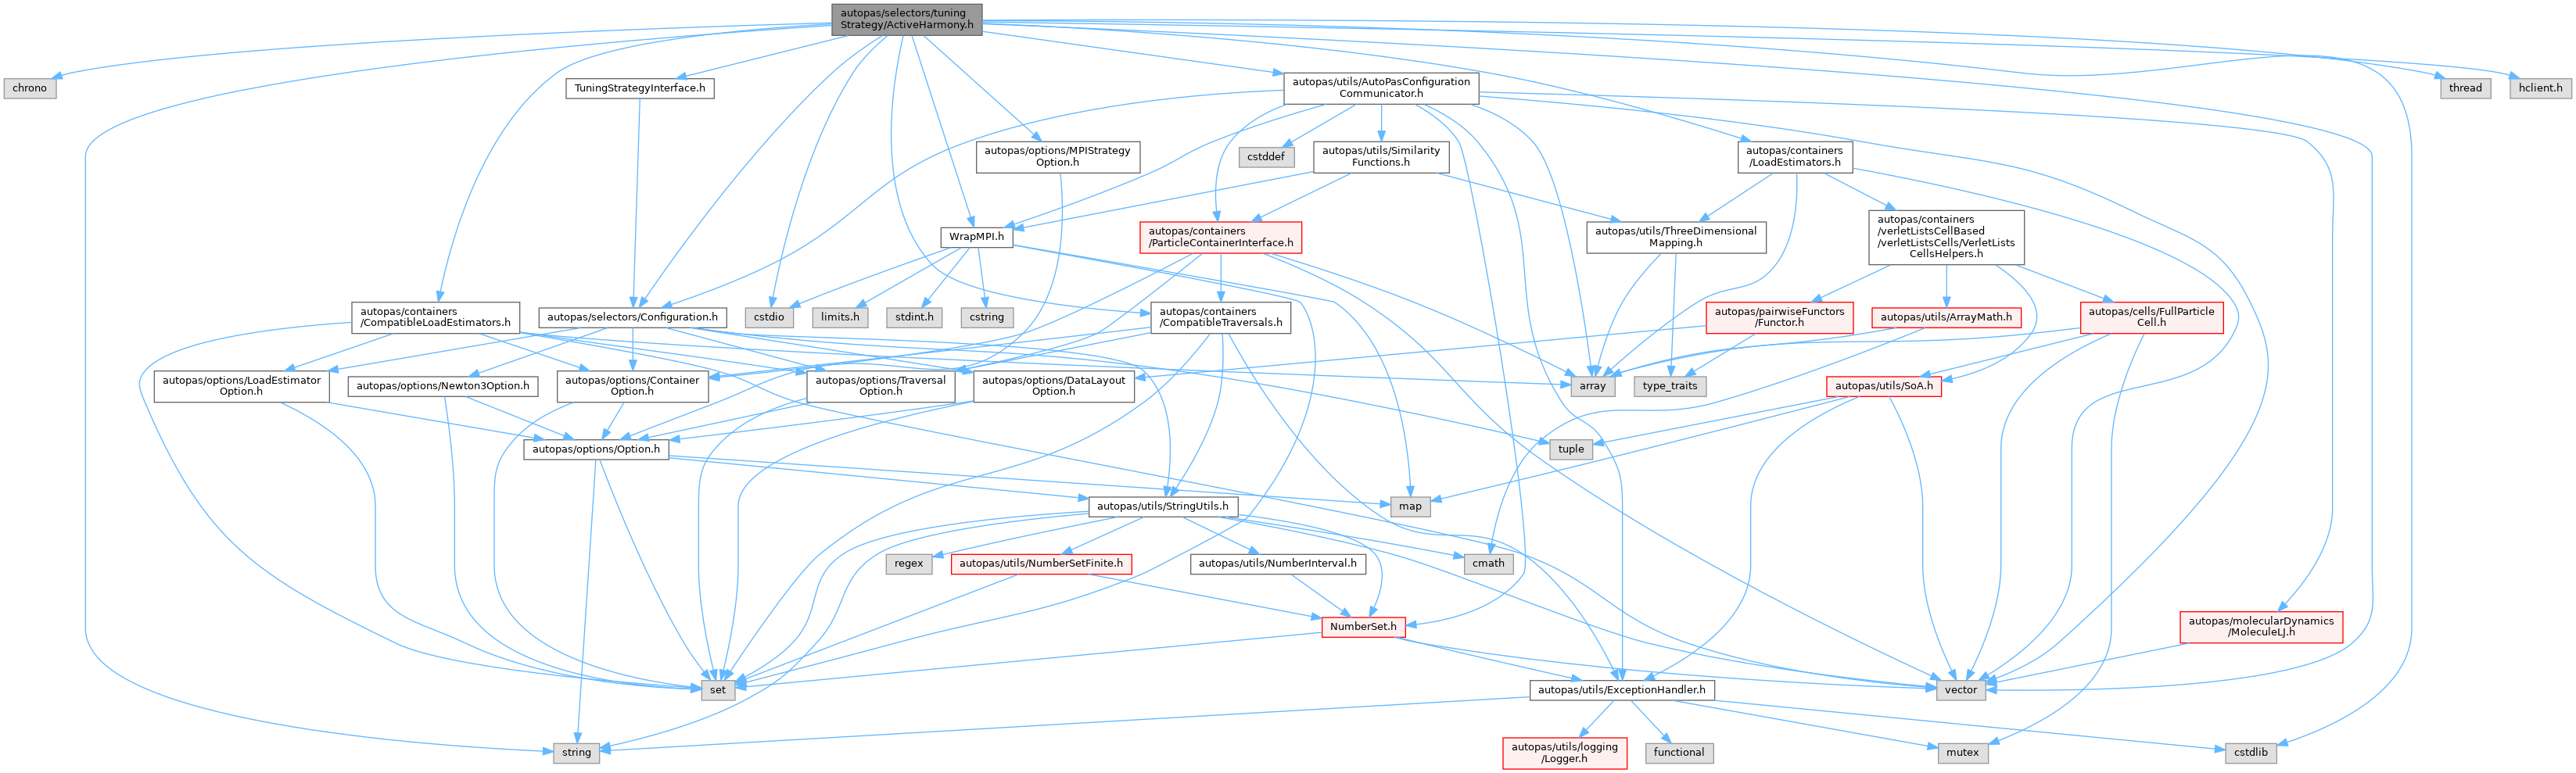 autopas/selectors/tuning
Strategy/ActiveHarmony.h
chrono
TuningStrategyInterface.h
autopas/utils/AutoPasConfiguration
Communicator.h
thread
hclient.h
autopas/options/MPIStrategy
Option.h
cstddef
autopas/utils/Similarity
Functions.h
autopas/containers
/LoadEstimators.h
WrapMPI.h
autopas/containers
/ParticleContainerInterface.h
autopas/utils/ThreeDimensional
Mapping.h
autopas/containers
/verletListsCellBased
/verletListsCells/VerletLists
CellsHelpers.h
autopas/containers
/CompatibleLoadEstimators.h
autopas/selectors/Configuration.h
cstdio
limits.h
stdint.h
cstring
autopas/containers
/CompatibleTraversals.h
autopas/pairwiseFunctors
/Functor.h
autopas/utils/ArrayMath.h
autopas/cells/FullParticle
Cell.h
autopas/options/LoadEstimator
Option.h
autopas/options/Newton3Option.h
autopas/options/Container
Option.h
autopas/options/Traversal
Option.h
autopas/options/DataLayout
Option.h
array
type_traits
autopas/utils/SoA.h
autopas/options/Option.h
tuple
autopas/utils/StringUtils.h
map
regex
autopas/utils/NumberSetFinite.h
autopas/utils/NumberInterval.h
cmath
NumberSet.h
autopas/molecularDynamics
/MoleculeLJ.h
set
autopas/utils/ExceptionHandler.h
vector
string
autopas/utils/logging
/Logger.h
functional
mutex
cstdlib